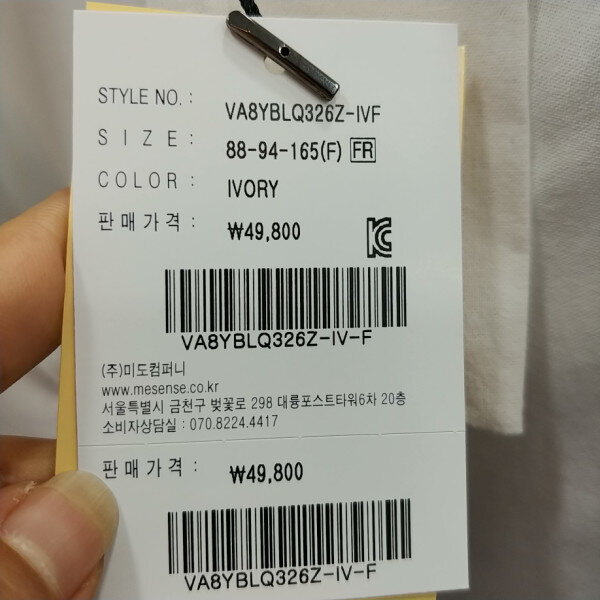 STYLE NO. : VA8YBLQ326Z-IVF
SIZE : 88-94-165(F) FR
COLOR : IVORY
판매가격 : ₩49,800
KC
VA8YBLQ326Z-IV-F
(주)미도컴퍼니
www.mesense.co.kr
서울특별시 금천구 벚꽃로 298 대륭포스트타워6차 20층
소비자상담실 : 070.8224.4417
판매가격 : ₩49,800
VA8YBLQ326Z-IV-F